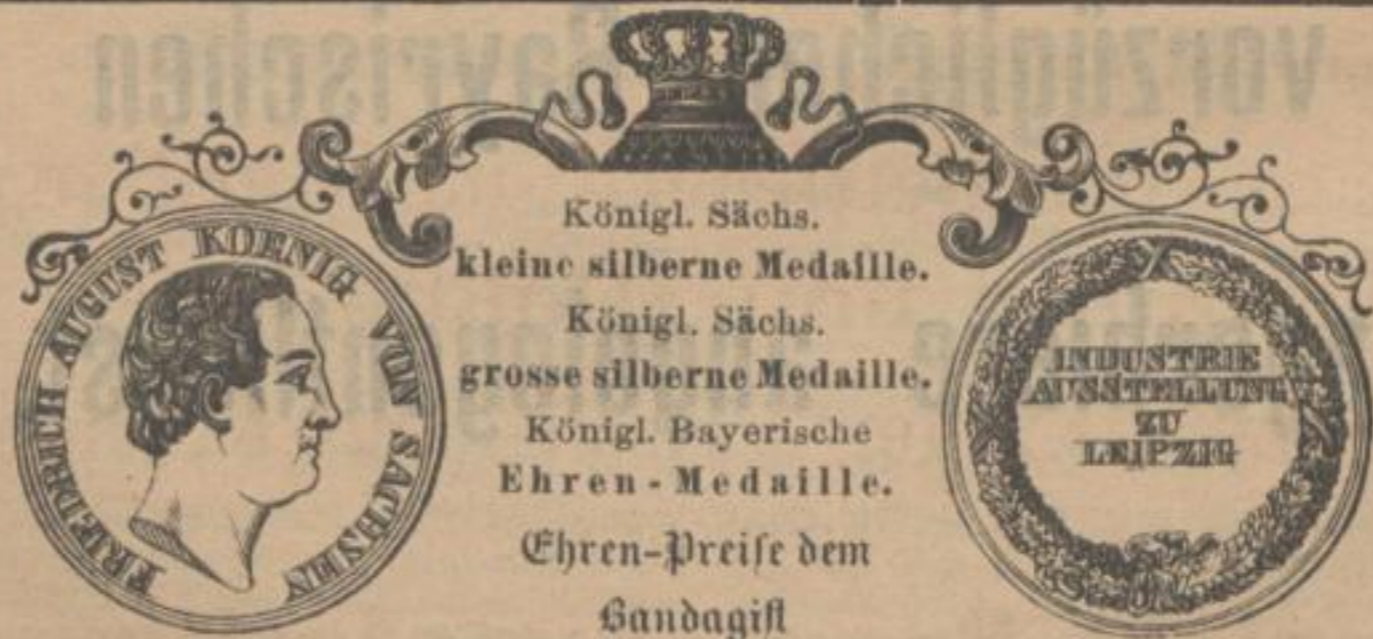 Königl. Sächs.
kleine silberne Medaille.
Königl. Sächs.
grosse silberne Medaille.
Königl. Bayerische
Ehren-Medaille.
Ehren-Preise dem
Bandagist
FRIEDRICH AUGUST KOENIG VON SACHSEN
INDUSTRIE
AUSSTELLUNG
ZU
LEIPZIG